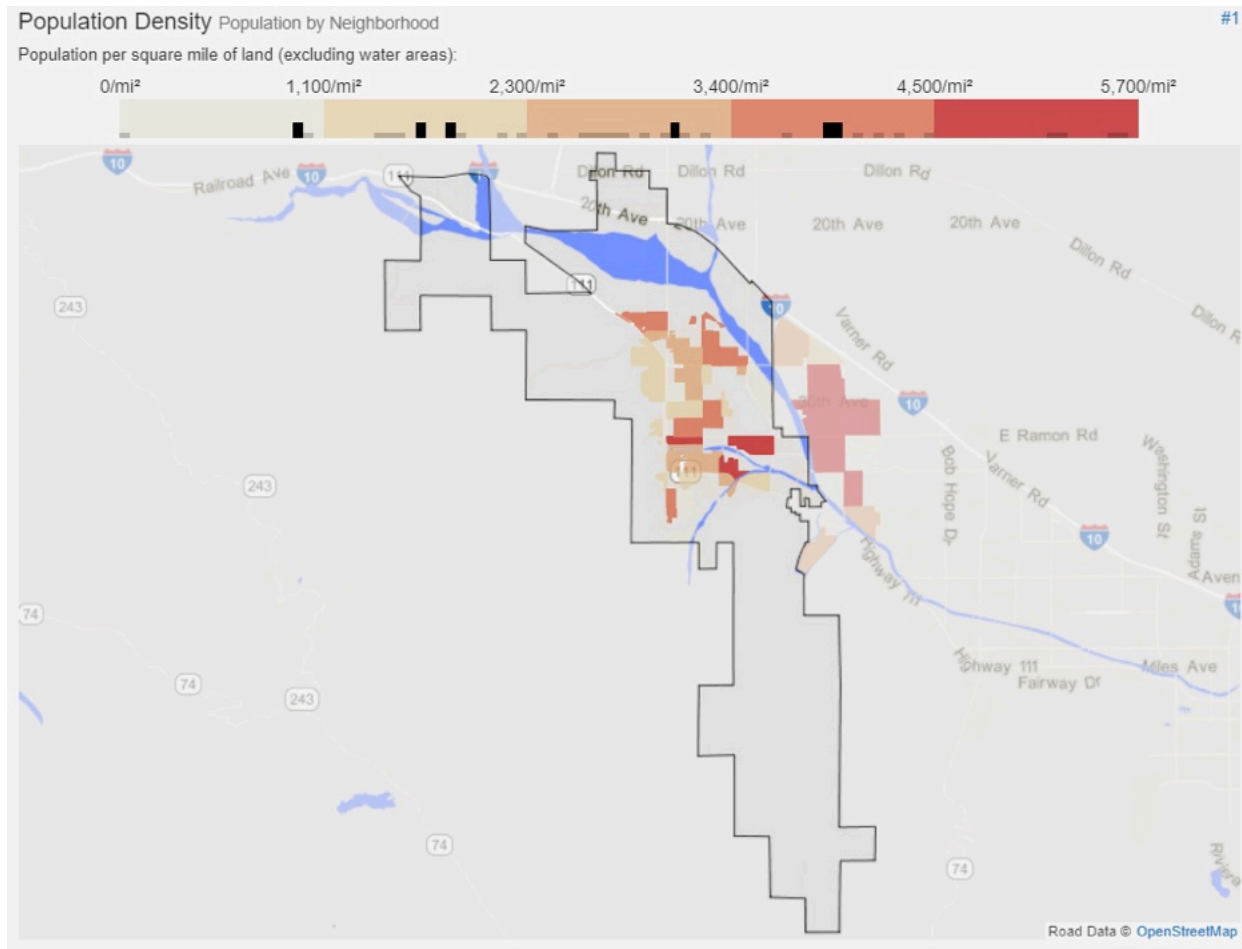 Population Density Population by Neighborhood
#1
Population per square mile of land (excluding water areas):
0/mi² 1,100/mi² 2,300/mi² 3,400/mi² 4,500/mi² 5,700/mi²
10
Railroad Ave
10
111
Dillon Rd
Dillon Rd
Dillon Rd
20th Ave
20th Ave
20th Ave
20th Ave
Dillon Rd
111
243
10
Varner Rd
Dillon R
30th Ave
10
E Ramon Rd
111
243
Bob Hope Dr
Varner Rd
Washington St
Adams St
10
Highway 111
Aven
10
74
Highway 111
Miles Ave
Fairway Dr
74
243
74
74
Riviera
Road Data © OpenStreetMap